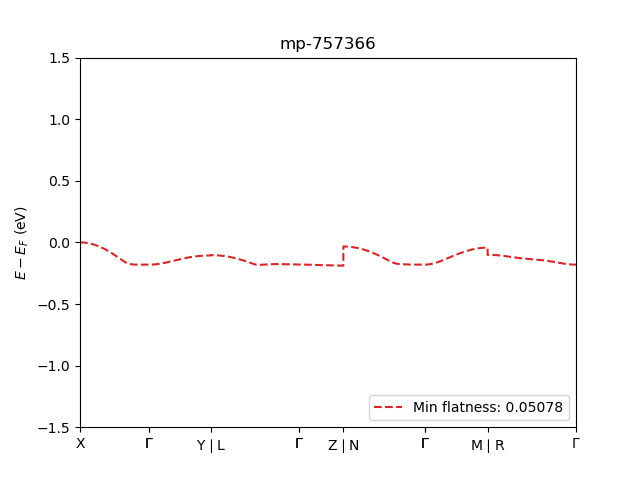 mp-757366
1.5
1.0
0.5
0.0
−0.5
−1.0
−1.5
E − E_F (eV)
Min flatness: 0.05078
X Γ Y | L Γ Z | N Γ M | R Γ